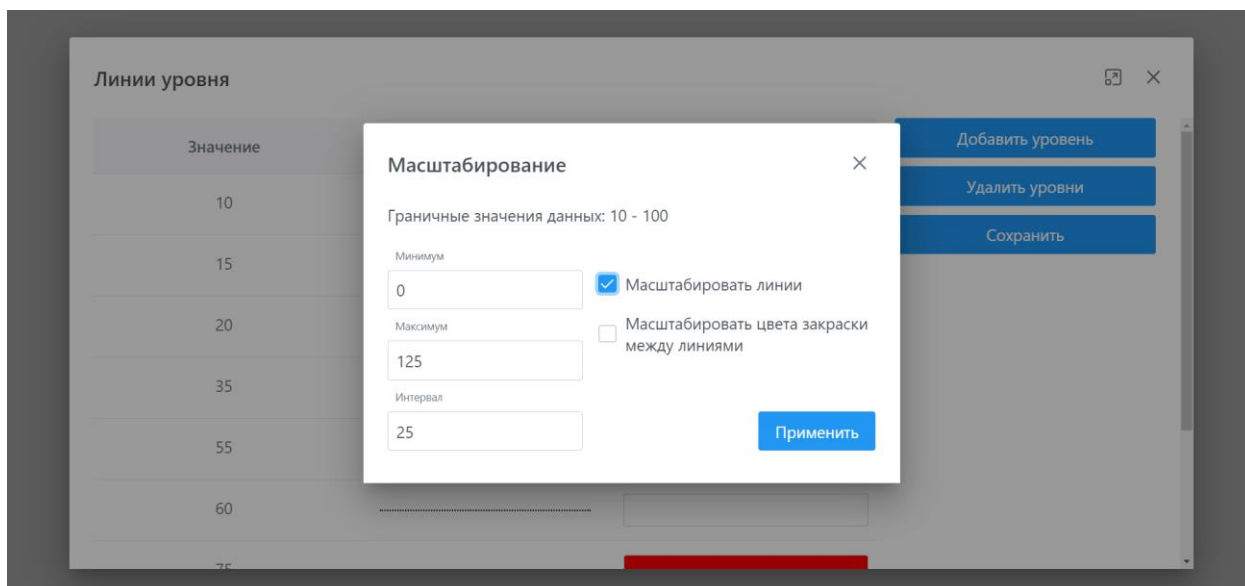 Линии уровня
Значение
Добавить уровень
Удалить уровни
Сохранить
10
15
20
35
55
60
75
Масштабирование
Граничные значения данных: 10 - 100
Минимум
0
Масштабировать линии
Максимум
125
Масштабировать цвета закраски
между линиями
Интервал
25
Применить